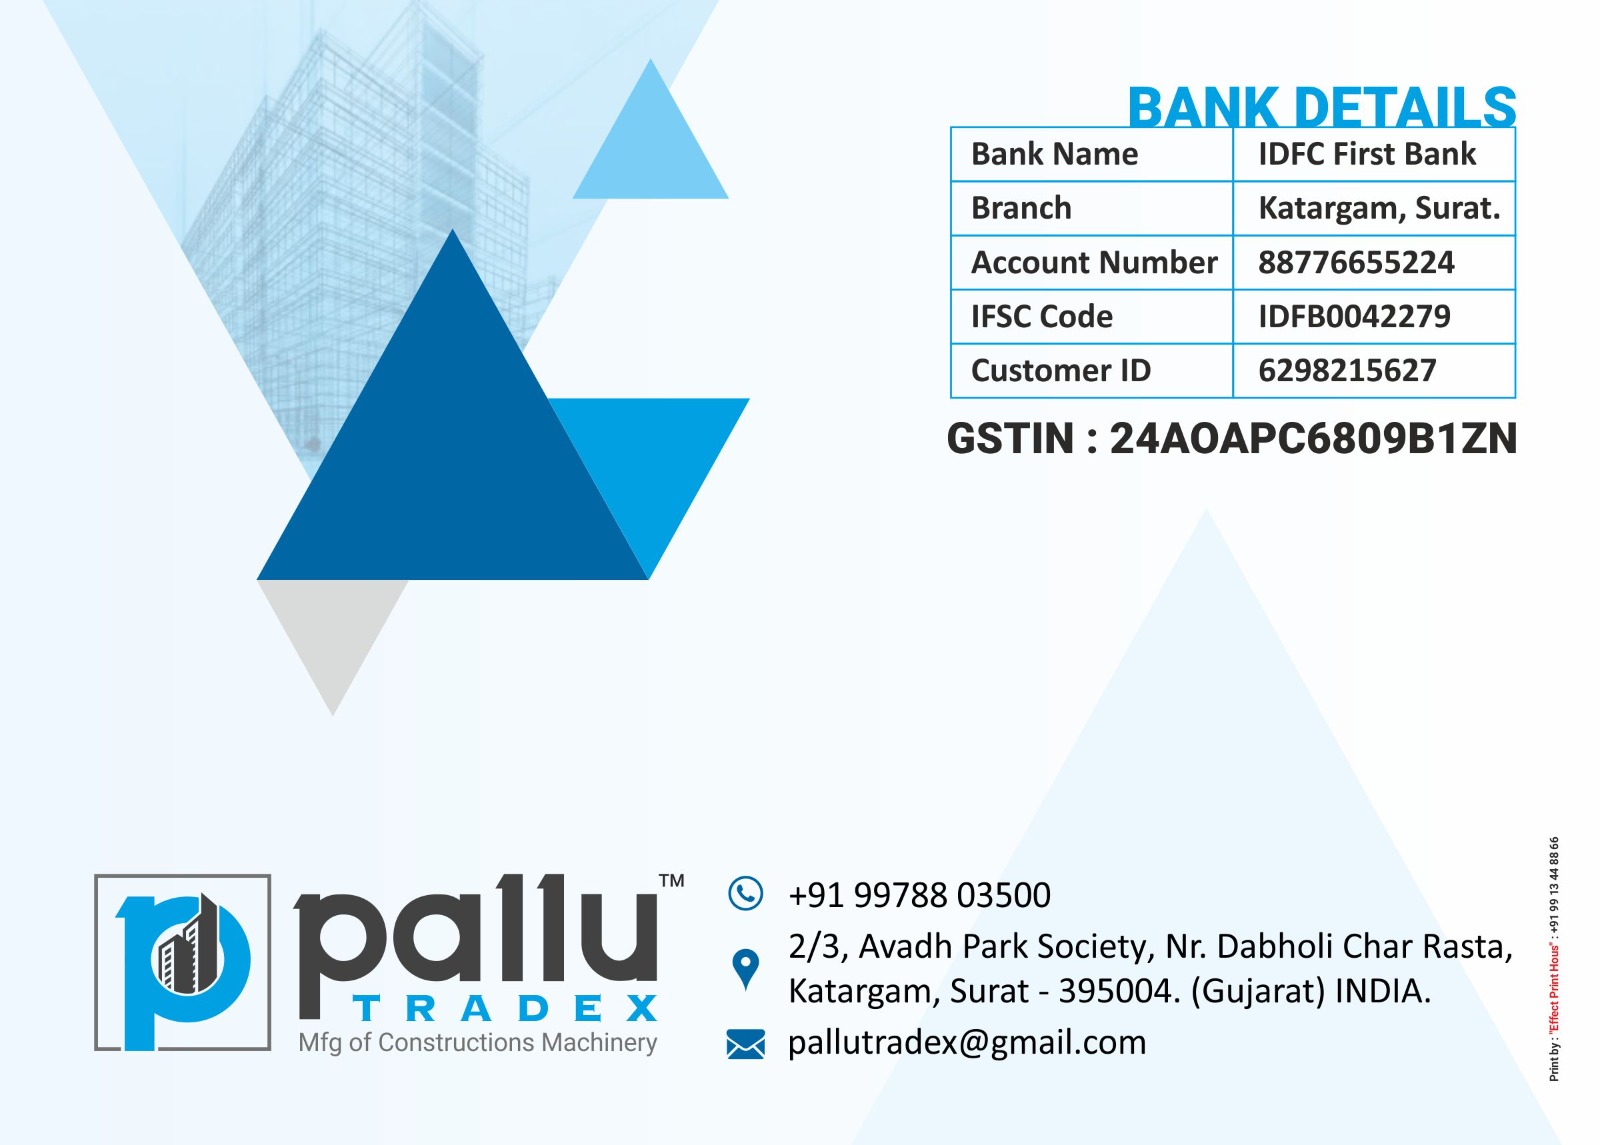 BANK DETAILS
Bank Name IDFC First Bank
Branch Katargam, Surat.
Account Number 88776655224
IFSC Code IDFB0042279
Customer ID 6298215627
GSTIN : 24AOAPC6809B1ZN
pallu™
TRADEX
Mfg of Constructions Machinery
+91 99788 03500
2/3, Avadh Park Society, Nr. Dabholi Char Rasta,
Katargam, Surat - 395004. (Gujarat) INDIA.
pallutradex@gmail.com
Print by : "Effect Print Hous" : +91 99 13 44 88 66